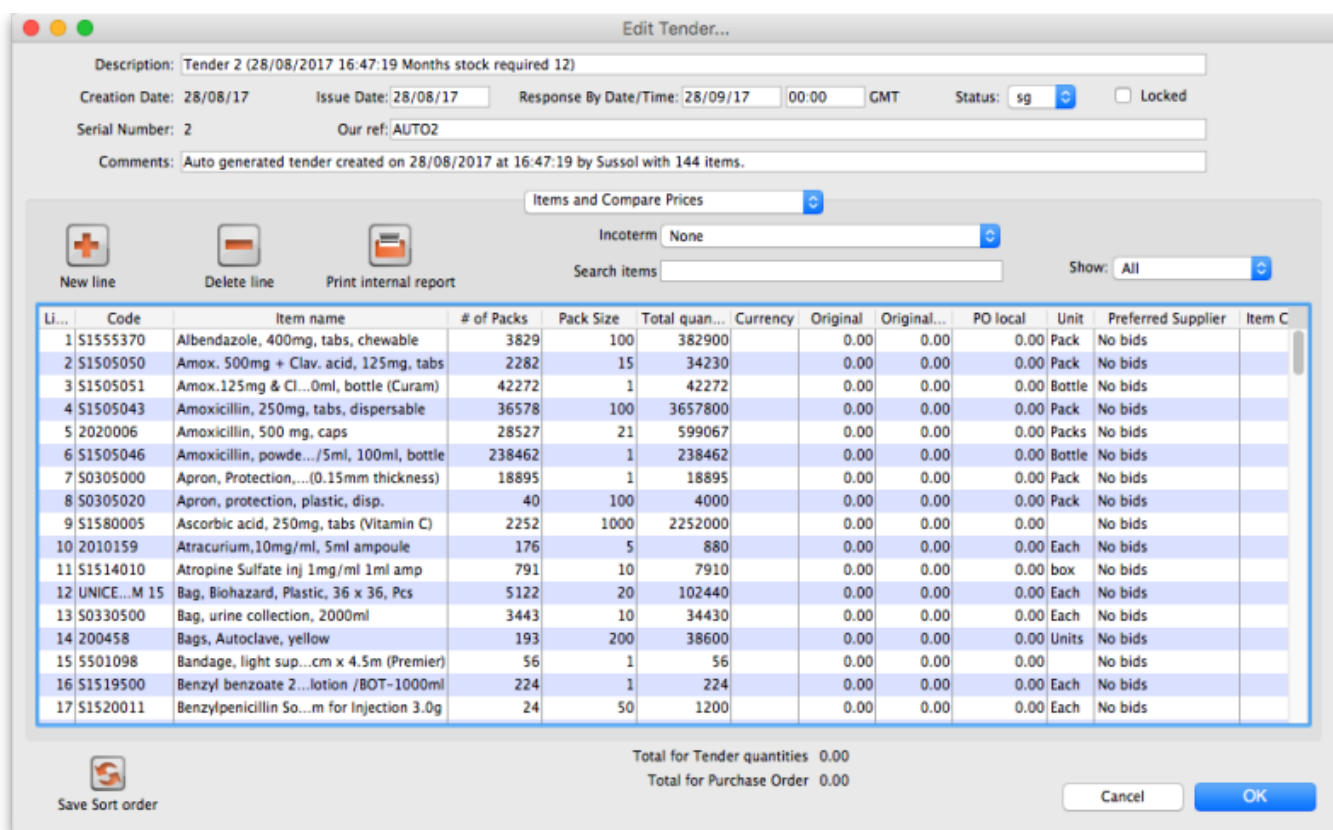 Edit Tender...
Description: Tender 2 (28/08/2017 16:47:19 Months stock required 12)
Creation Date: 28/08/17 Issue Date: 28/08/17 Response By Date/Time: 28/09/17 00:00 GMT Status: sg Locked
Serial Number: 2 Our ref: AUTO2
Comments: Auto generated tender created on 28/08/2017 at 16:47:19 by Sussol with 144 items.
Items and Compare Prices
Incoterm None
Search items Show: All
New line Delete line Print internal report
Li... Code Item name # of Packs Pack Size Total quan... Currency Original Original... PO local Unit Preferred Supplier Item C
1 S1555370 Albendazole, 400mg, tabs, chewable 3829 100 382900 0.00 0.00 0.00 Pack No bids
2 S1505050 Amox. 500mg + Clav. acid, 125mg, tabs 2282 15 34230 0.00 0.00 0.00 Pack No bids
3 S1505051 Amox.125mg & Cl...0ml, bottle (Curam) 42272 1 42272 0.00 0.00 0.00 Bottle No bids
4 S1505043 Amoxicillin, 250mg, tabs, dispersable 36578 100 3657800 0.00 0.00 0.00 Pack No bids
5 2020006 Amoxicillin, 500 mg, caps 28527 21 599067 0.00 0.00 0.00 Packs No bids
6 S1505046 Amoxicillin, powde.../5ml, 100ml, bottle 238462 1 238462 0.00 0.00 0.00 Bottle No bids
7 S0305000 Apron, Protection,...(0.15mm thickness) 18895 1 18895 0.00 0.00 0.00 Pack No bids
8 S0305020 Apron, protection, plastic, disp. 40 100 4000 0.00 0.00 0.00 Pack No bids
9 S1580005 Ascorbic acid, 250mg, tabs (Vitamin C) 2252 1000 2252000 0.00 0.00 0.00 No bids
10 2010159 Atracurium,10mg/ml, 5ml ampoule 176 5 880 0.00 0.00 0.00 Each No bids
11 S1514010 Atropine Sulfate inj 1mg/ml 1ml amp 791 10 7910 0.00 0.00 0.00 box No bids
12 UNICE...M 15 Bag, Biohazard, Plastic, 36 x 36, Pcs 5122 20 102440 0.00 0.00 0.00 Each No bids
13 S0330500 Bag, urine collection, 2000ml 3443 10 34430 0.00 0.00 0.00 Each No bids
14 200458 Bags, Autoclave, yellow 193 200 38600 0.00 0.00 0.00 Units No bids
15 5501098 Bandage, light sup...cm x 4.5m (Premier) 56 1 56 0.00 0.00 0.00 No bids
16 S1519500 Benzyl benzoate 2...lotion /BOT-1000ml 224 1 224 0.00 0.00 0.00 Each No bids
17 S1520011 Benzylpenicillin So...m for Injection 3.0g 24 50 1200 0.00 0.00 0.00 Each No bids
Total for Tender quantities 0.00
Total for Purchase Order 0.00
Save Sort order Cancel OK